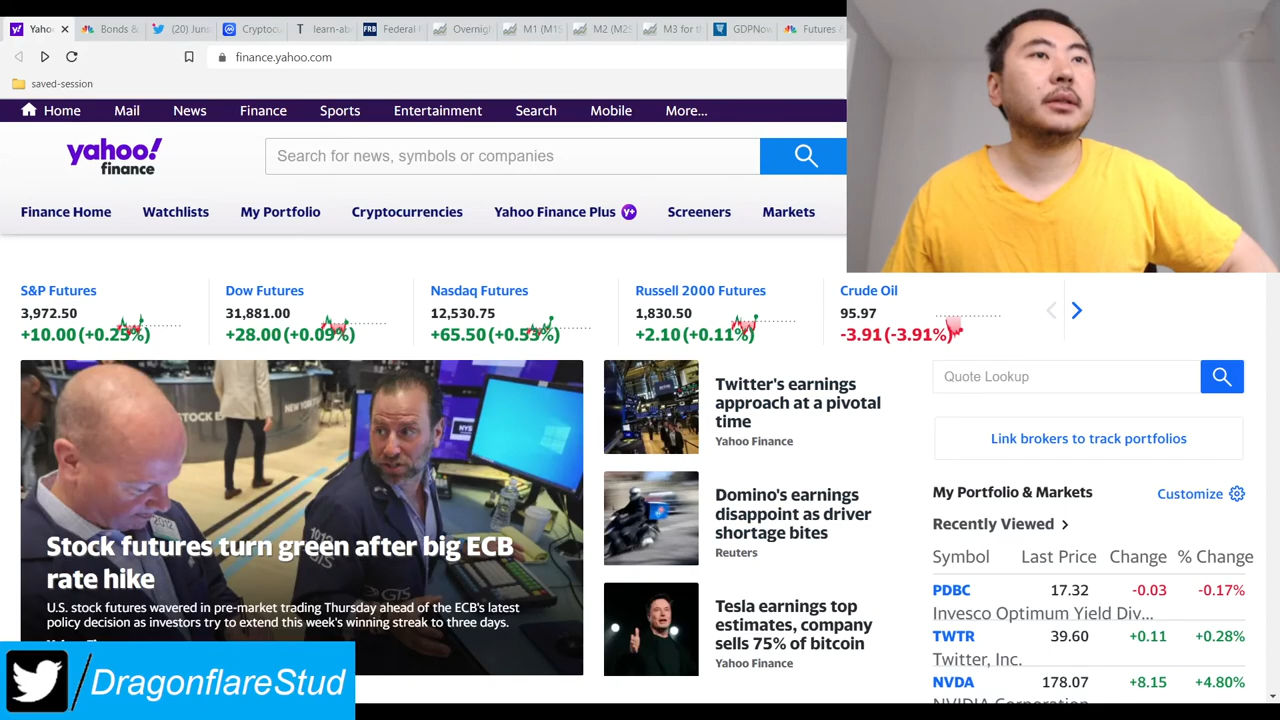 Yaho
Bonds &
(20) Juns
Cryptocu
learn-ab
FRB
Federal
Overnigh
M1 (M1S
M2 (M2S
M3 for th
GDPNow
Futures &
finance.yahoo.com
saved-session
Home
Mail
News
Finance
Sports
Entertainment
Search
Mobile
More...
yahoo!
finance
Search for news, symbols or companies
Finance Home
Watchlists
My Portfolio
Cryptocurrencies
Yahoo Finance Plus
Screeners
Markets
S&P Futures
3,972.50
+10.00 (+0.25%)
Dow Futures
31,881.00
+28.00 (+0.09%)
Nasdaq Futures
12,530.75
+65.50 (+0.53%)
Russell 2000 Futures
1,830.50
+2.10 (+0.11%)
Crude Oil
95.97
-3.91 (-3.91%)
Stock futures turn green after big ECB
rate hike
U.S. stock futures wavered in pre-market trading Thursday ahead of the ECB's latest
policy decision as investors try to extend this week's winning streak to three days.
Twitter's earnings
approach at a pivotal
time
Yahoo Finance
Domino's earnings
disappoint as driver
shortage bites
Reuters
Tesla earnings top
estimates, company
sells 75% of bitcoin
Yahoo Finance
Quote Lookup
Link brokers to track portfolios
My Portfolio & Markets
Customize
Recently Viewed
Symbol Last Price Change % Change
PDBC 17.32 -0.03 -0.17%
Invesco Optimum Yield Div...
TWTR 39.60 +0.11 +0.28%
Twitter, Inc.
NVDA 178.07 +8.15 +4.80%
NVIDIA Corporation
/DragonflareStud